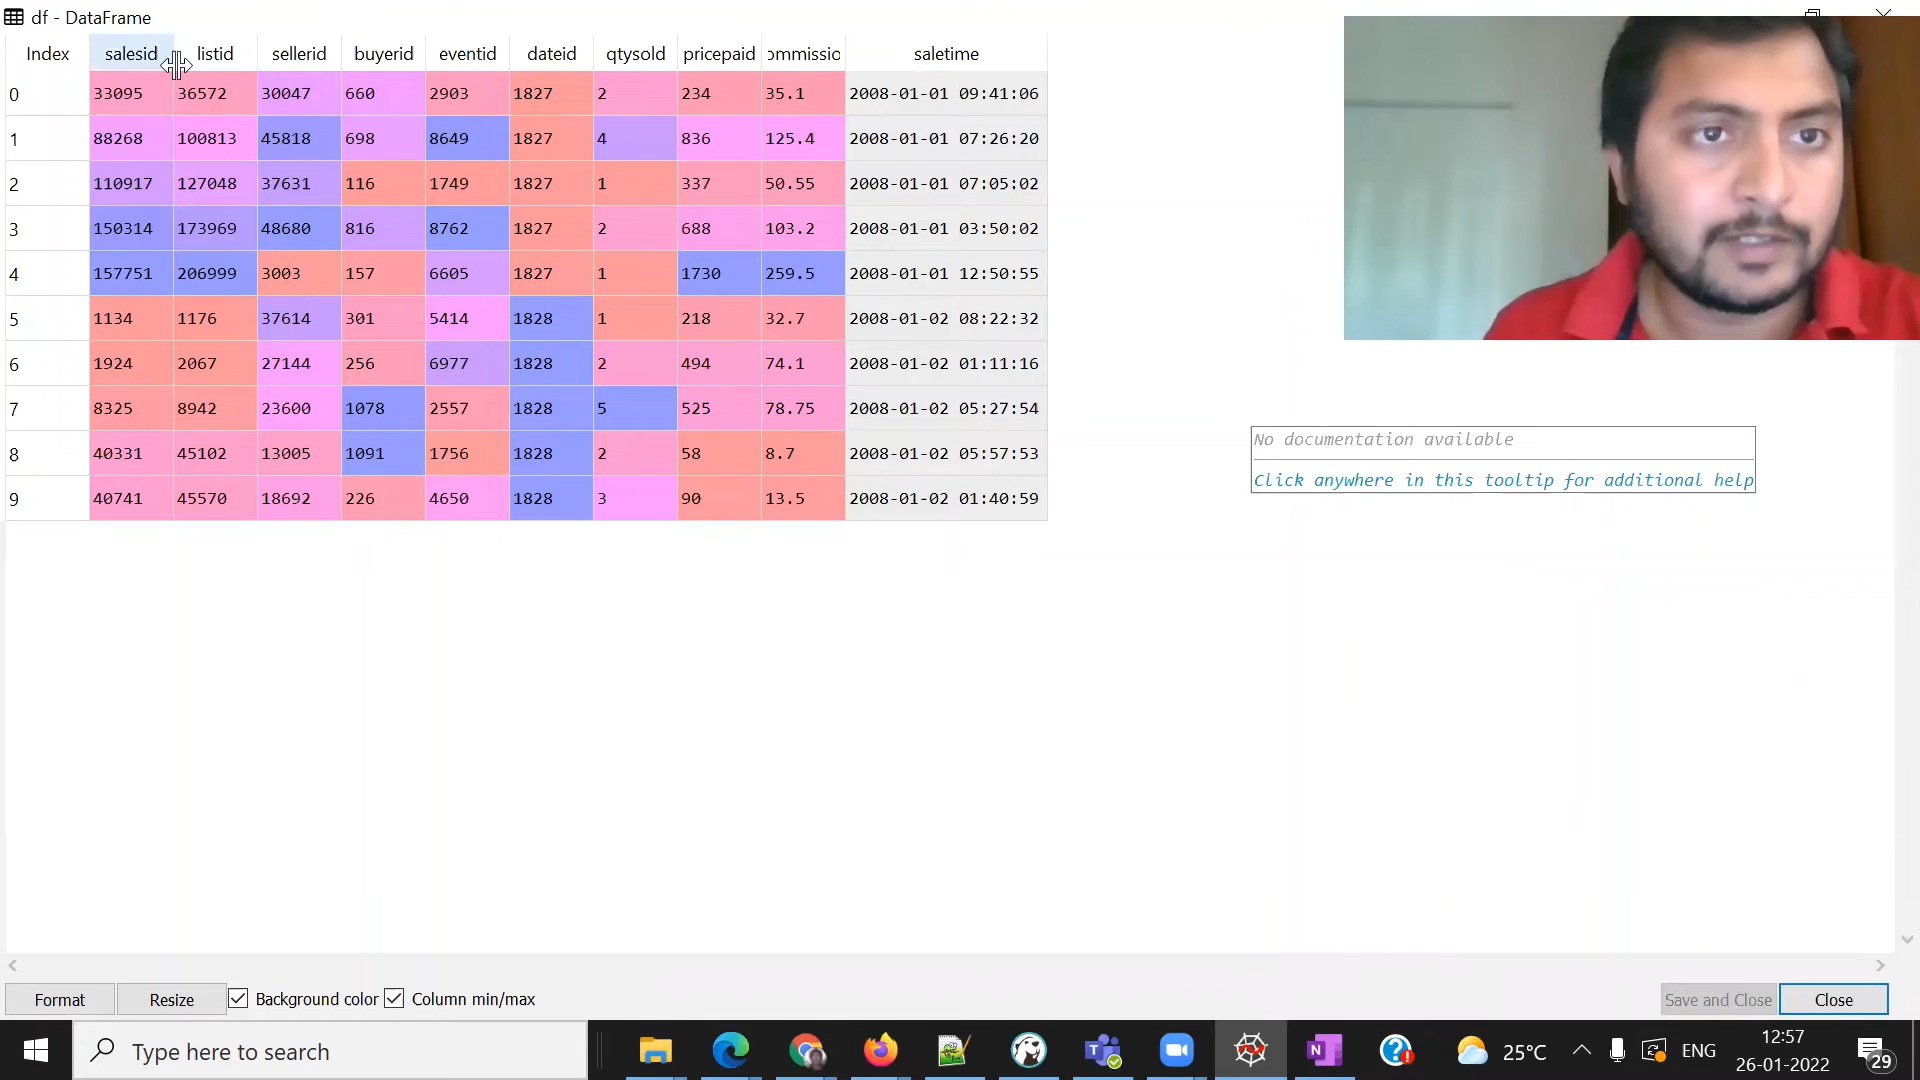 df - DataFrame
Index salesid listid sellerid buyerid eventid dateid qtysold pricepaid ommissio saletime
0 33095 36572 30047 660 2903 1827 2 234 35.1 2008-01-01 09:41:06
1 88268 100813 45818 698 8649 1827 4 836 125.4 2008-01-01 07:26:20
2 110917 127048 37631 116 1749 1827 1 337 50.55 2008-01-01 07:05:02
3 150314 173969 48680 816 8762 1827 2 688 103.2 2008-01-01 03:50:02
4 157751 206999 3003 157 6605 1827 1 1730 259.5 2008-01-01 12:50:55
5 1134 1176 37614 301 5414 1828 1 218 32.7 2008-01-02 08:22:32
6 1924 2067 27144 256 6977 1828 2 494 74.1 2008-01-02 01:11:16
7 8325 8942 23600 1078 2557 1828 5 525 78.75 2008-01-02 05:27:54
8 40331 45102 13005 1091 1756 1828 2 58 8.7 2008-01-02 05:57:53
9 40741 45570 18692 226 4650 1828 3 90 13.5 2008-01-02 01:40:59
No documentation available
Click anywhere in this tooltip for additional help
Format Resize Background color Column min/max Save and Close Close
Type here to search 25°C ENG 12:57
26-01-2022 29